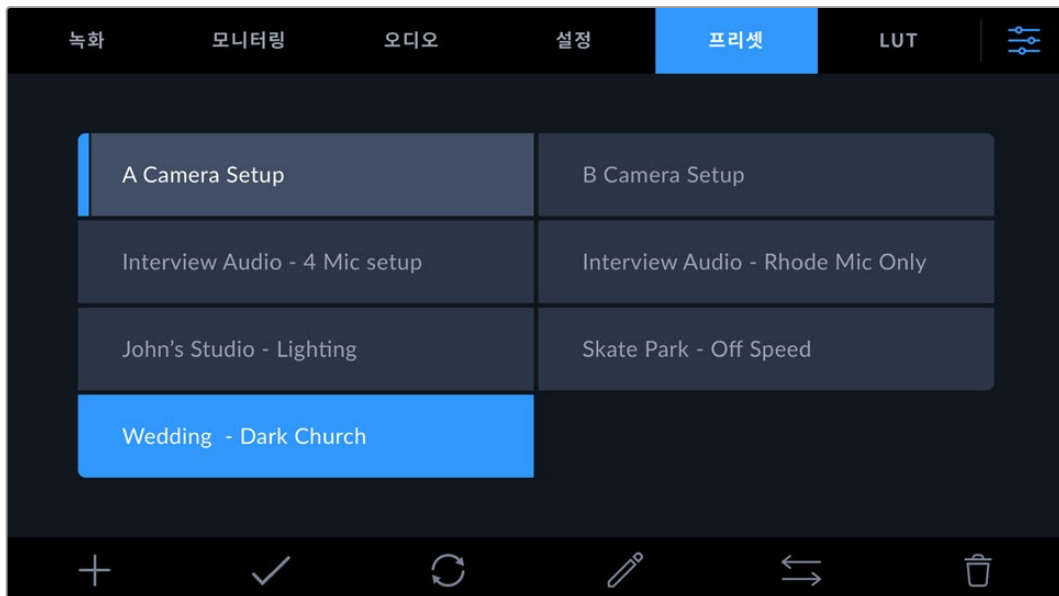 녹화 모니터링 오디오 설정 프리셋 LUT
A Camera Setup B Camera Setup
Interview Audio - 4 Mic setup Interview Audio - Rhode Mic Only
John's Studio - Lighting Skate Park - Off Speed
Wedding - Dark Church